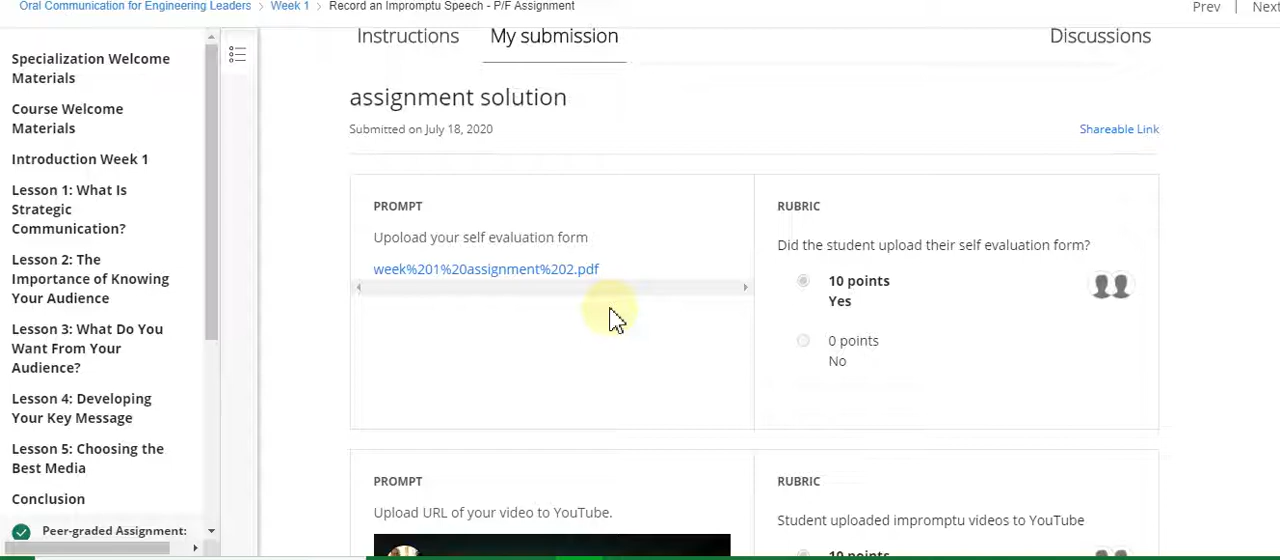 Oral Communication for Engineering Leaders > Week 1 > Record an Impromptu Speech - P/F Assignment
Prev | Next
Instructions My submission Discussions
Specialization Welcome
Materials
Course Welcome
Materials
Introduction Week 1
Lesson 1: What Is
Strategic
Communication?
Lesson 2: The
Importance of Knowing
Your Audience
Lesson 3: What Do You
Want From Your
Audience?
Lesson 4: Developing
Your Key Message
Lesson 5: Choosing the
Best Media
Conclusion
Peer-graded Assignment:
assignment solution
Submitted on July 18, 2020
Shareable Link
PROMPT
Upoload your self evaluation form
week%201%20assignment%202.pdf
RUBRIC
Did the student upload their self evaluation form?
10 points
Yes
0 points
No
PROMPT
Upload URL of your video to YouTube.
RUBRIC
Student uploaded impromptu videos to YouTube
10 points